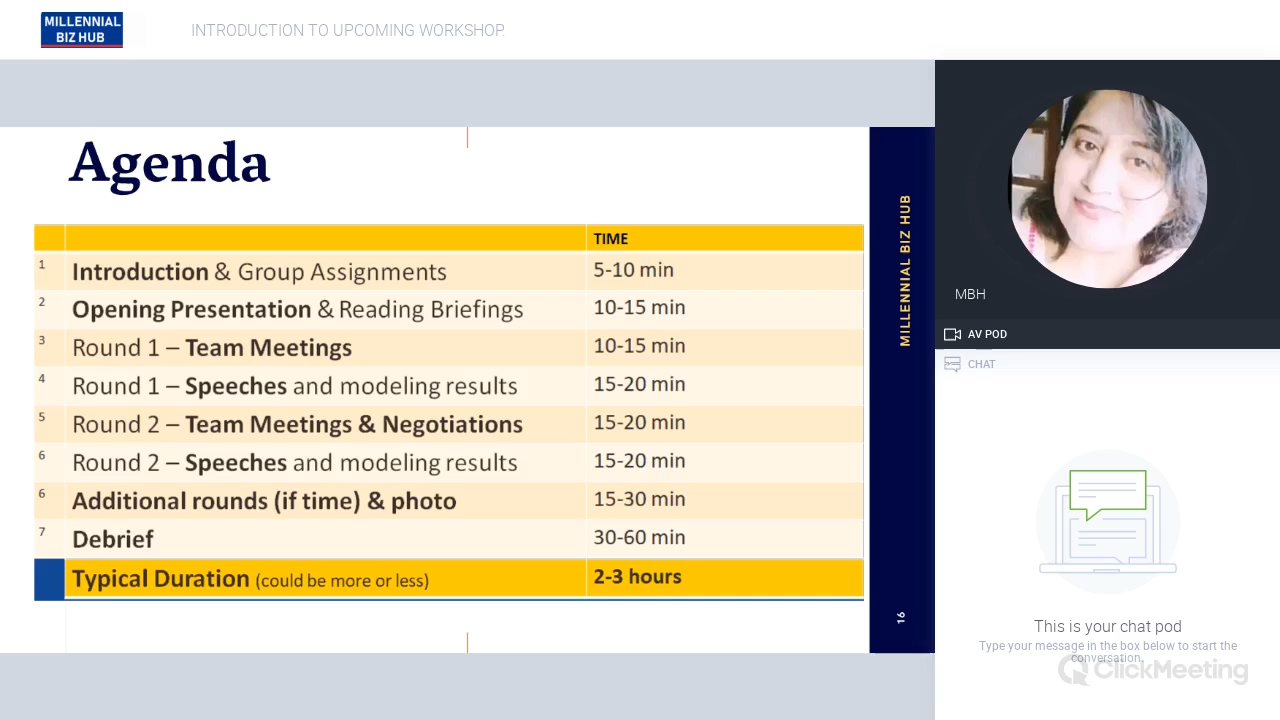 MILLENNIAL
BIZ HUB
INTRODUCTION TO UPCOMING WORKSHOP.
Agenda
TIME
1 Introduction & Group Assignments 5-10 min
2 Opening Presentation & Reading Briefings 10-15 min
3 Round 1 – Team Meetings 10-15 min
4 Round 1 – Speeches and modeling results 15-20 min
5 Round 2 – Team Meetings & Negotiations 15-20 min
6 Round 2 – Speeches and modeling results 15-20 min
6 Additional rounds (if time) & photo 15-30 min
7 Debrief 30-60 min
Typical Duration (could be more or less) 2-3 hours
MILLENNIAL BIZ HUB
16
MBH
AV POD
CHAT
This is your chat pod
Type your message in the box below to start the
conversation.
ClickMeeting